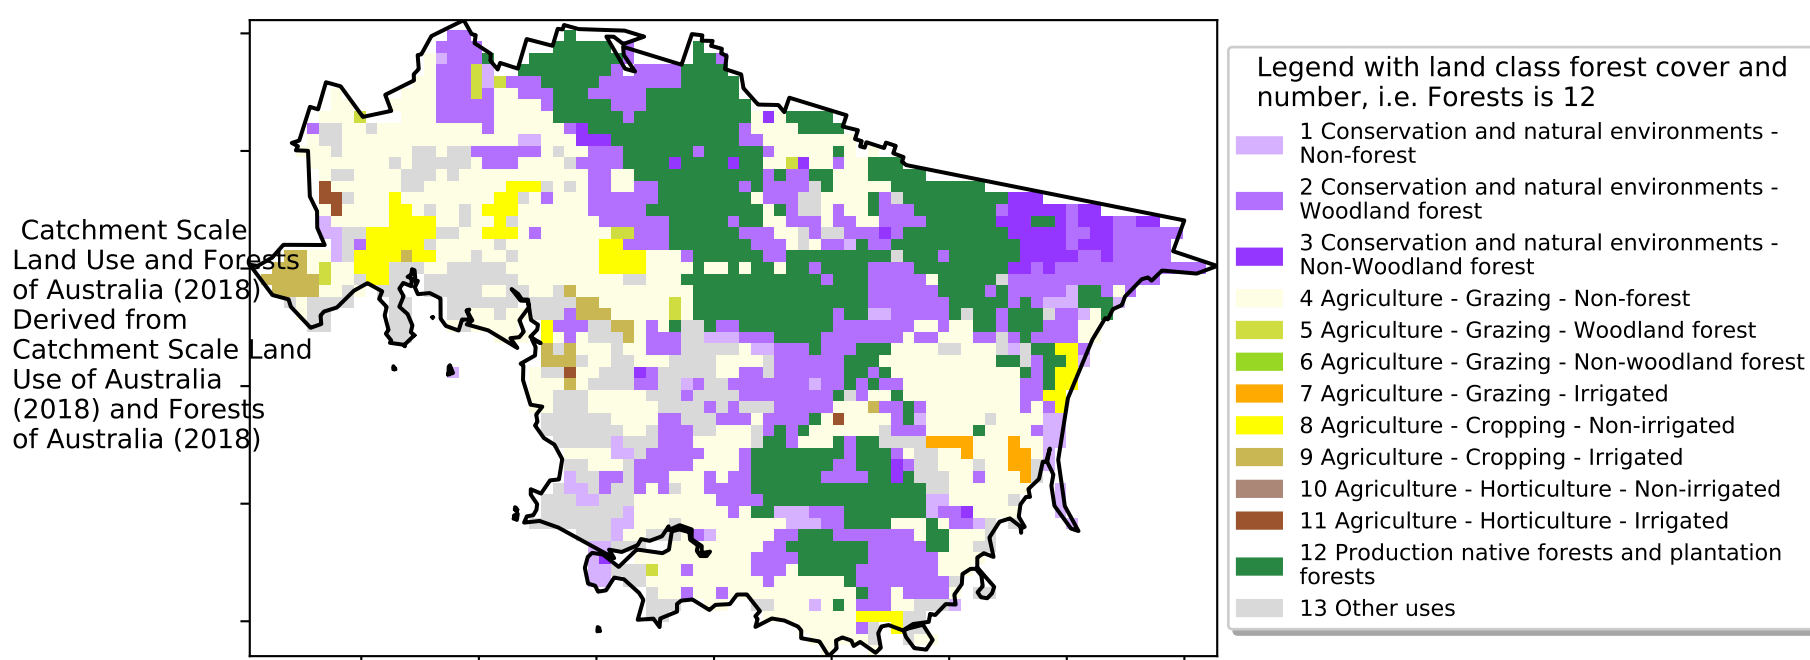 Catchment Scale
Land Use and Forests
of Australia (2018)
Derived from
Catchment Scale Land
Use of Australia
(2018) and Forests
of Australia (2018)
Legend with land class forest cover and
number, i.e. Forests is 12
1 Conservation and natural environments -
Non-forest
2 Conservation and natural environments -
Woodland forest
3 Conservation and natural environments -
Non-Woodland forest
4 Agriculture - Grazing - Non-forest
5 Agriculture - Grazing - Woodland forest
6 Agriculture - Grazing - Non-woodland forest
7 Agriculture - Grazing - Irrigated
8 Agriculture - Cropping - Non-irrigated
9 Agriculture - Cropping - Irrigated
10 Agriculture - Horticulture - Non-irrigated
11 Agriculture - Horticulture - Irrigated
12 Production native forests and plantation
forests
13 Other uses